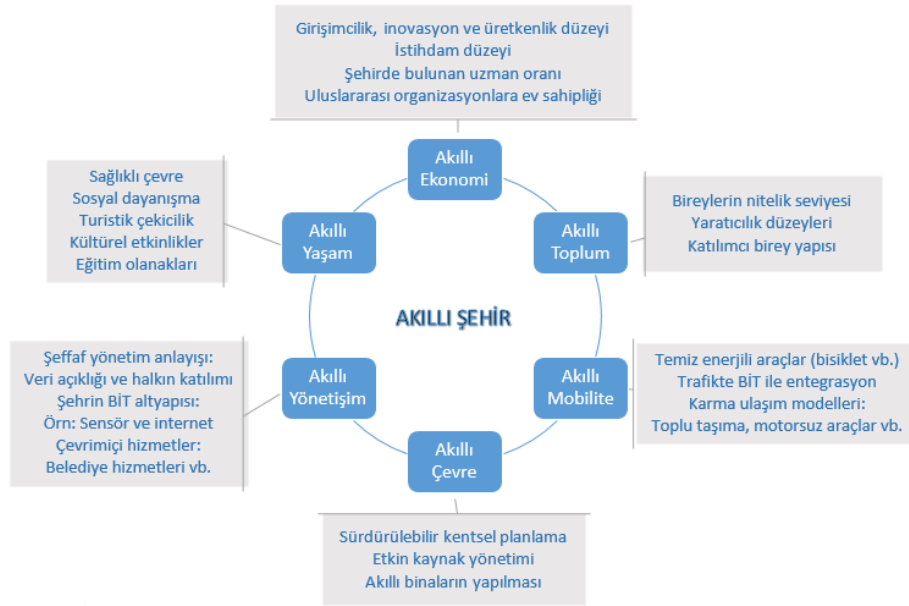 Girişimcilik, inovasyon ve üretkenlik düzeyi
İstihdam düzeyi
Şehirde bulunan uzman oranı
Uluslararası organizasyonlara ev sahipliği
Akıllı
Ekonomi
Sağlıklı çevre
Sosyal dayanışma
Turistik çekicilik
Kültürel etkinlikler
Eğitim olanakları
Akıllı
Yaşam
Akıllı
Toplum
Bireylerin nitelik seviyesi
Yaratıcılık düzeyleri
Katılımcı birey yapısı
AKILLI ŞEHİR
Şeffaf yönetim anlayışı:
Veri açıklığı ve halkın katılımı
Şehrin BİT altyapısı:
Örn: Sensör ve internet
Çevrimiçi hizmetler:
Belediye hizmetleri vb.
Akıllı
Yönetişim
Akıllı
Mobilite
Temiz enerjili araçlar (bisiklet vb.)
Trafikte BİT ile entegrasyon
Karma ulaşım modelleri:
Toplu taşıma, motorsuz araçlar vb.
Akıllı
Çevre
Sürdürülebilir kentsel planlama
Etkin kaynak yönetimi
Akıllı binaların yapılması